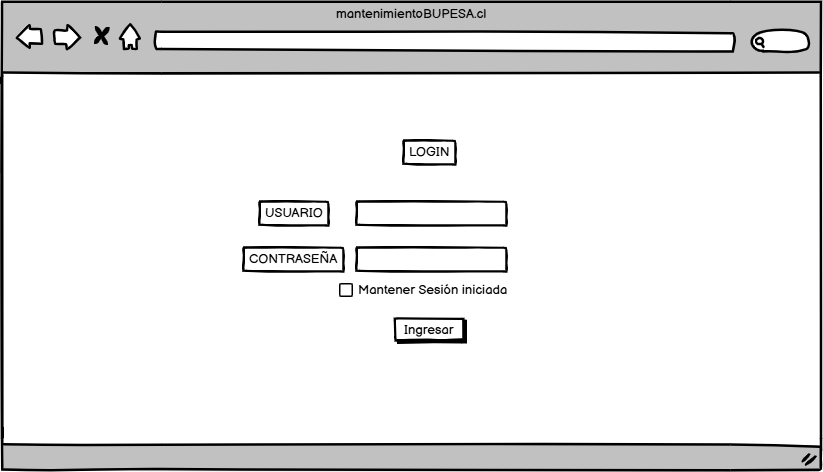 mantenimientoBUPESA.cl
LOGIN
USUARIO
CONTRASEÑA
Mantener Sesión iniciada
Ingresar